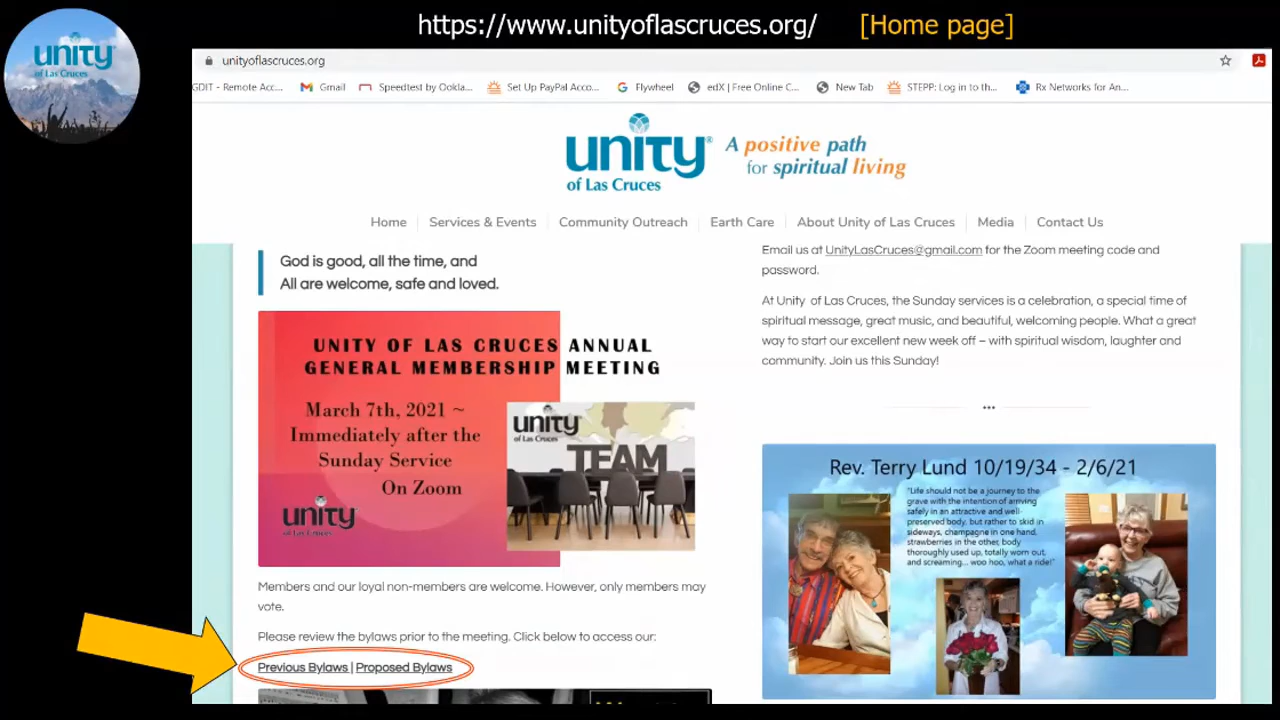 https://www.unityoflascruces.org/ [Home page]
unity
of Las Cruces
unityoflascruces.org
GDIT - Remote Acc...
Gmail
Speedtest by Ookla...
Set Up PayPal Acco...
Flywheel
edX | Free Online C...
New Tab
STEPP: Log in to th...
Rx Networks for An...
unity®
of Las Cruces
A positive path
for spiritual living
Home
Services & Events
Community Outreach
Earth Care
About Unity of Las Cruces
Media
Contact Us
God is good, all the time, and
All are welcome, safe and loved.
UNITY OF LAS CRUCES ANNUAL
GENERAL MEMBERSHIP MEETING
March 7th, 2021 ~
Immediately after the
Sunday Service
On Zoom
unity
of Las Cruces
unity
of Las Cruces
TEAM
Members and our loyal non-members are welcome. However, only members may
vote.
Please review the bylaws prior to the meeting. Click below to access our:
Previous Bylaws | Proposed Bylaws
Email us at UnityLasCruces@gmail.com for the Zoom meeting code and
password.
At Unity of Las Cruces, the Sunday services is a celebration, a special time of
spiritual message, great music, and beautiful, welcoming people. What a great
way to start our excellent new week off – with spiritual wisdom, laughter and
community. Join us this Sunday!
•••
Rev. Terry Lund 10/19/34 - 2/6/21
"Life should not be a journey to the
grave with the intention of arriving
safely in an attractive and well-
preserved body. but rather to skid in
sideways, champagne in one hand,
strawberries in the other, body
thoroughly used up, totally worn out,
and screaming... woo hoo, what a ride!"